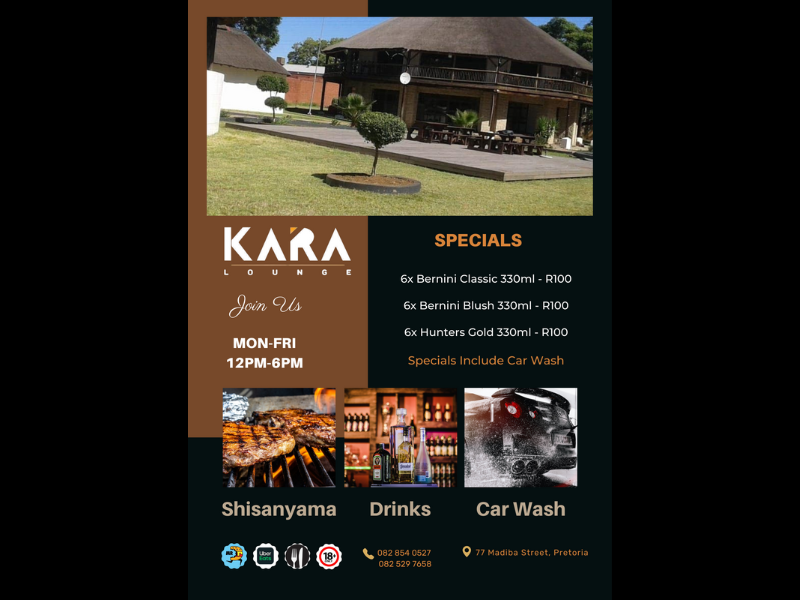 KARA
LOUNGE
Join Us
MON-FRI
12PM-6PM
SPECIALS
6x Bernini Classic 330ml - R100
6x Bernini Blush 330ml - R100
6x Hunters Gold 330ml - R100
Specials Include Car Wash
Shisanyama
Drinks
Car Wash
Uber
Eats
18+
082 854 0527
082 529 7658
77 Madiba Street, Pretoria